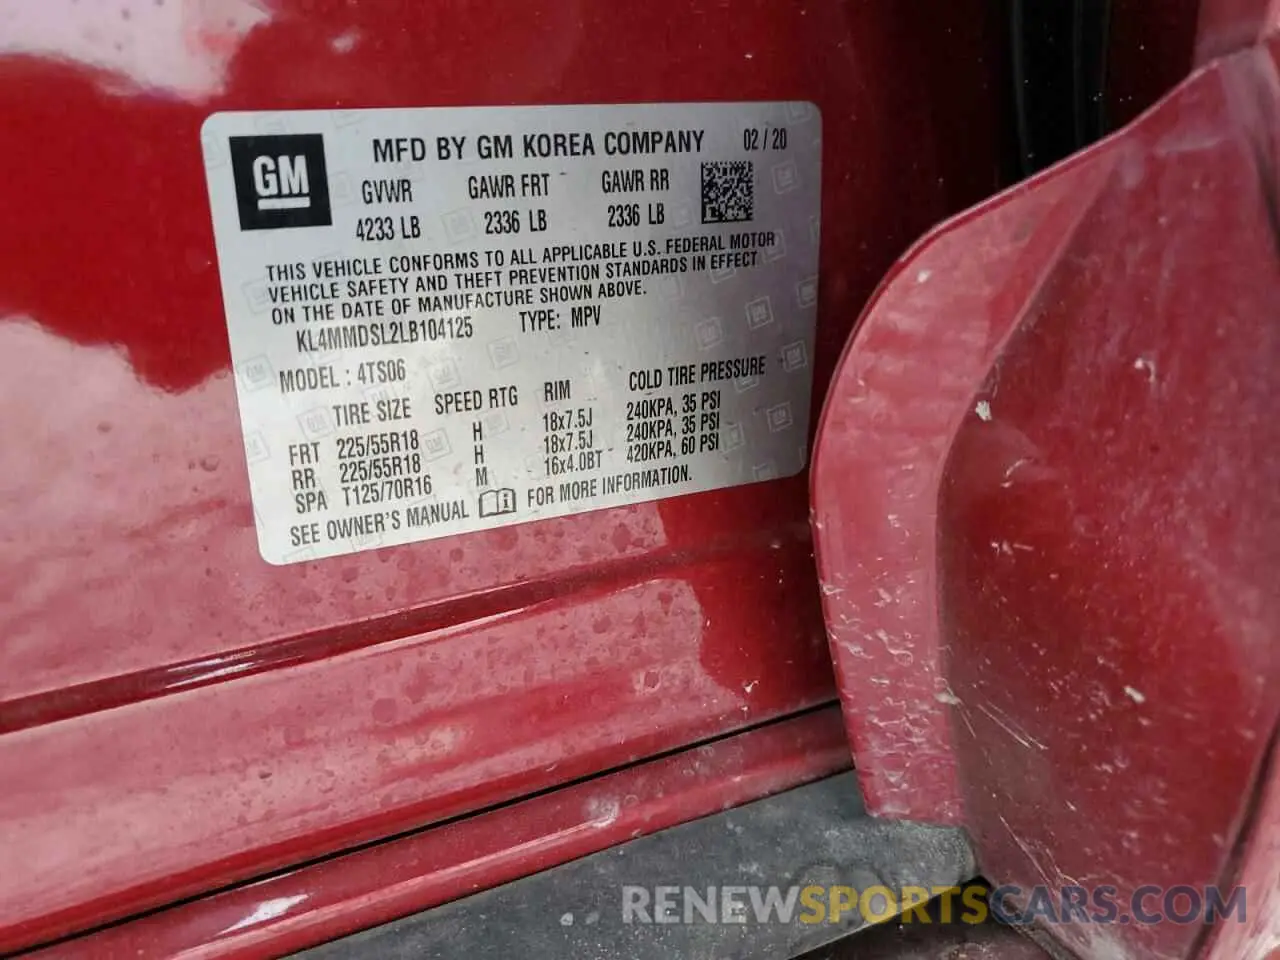 GM
MFD BY GM KOREA COMPANY 02 / 20
GVWR GAWR FRT GAWR RR
4233 LB 2336 LB 2336 LB
THIS VEHICLE CONFORMS TO ALL APPLICABLE U.S. FEDERAL MOTOR
VEHICLE SAFETY AND THEFT PREVENTION STANDARDS IN EFFECT
ON THE DATE OF MANUFACTURE SHOWN ABOVE.
KL4MMDSL2LB104125 TYPE: MPV
MODEL : 4TS06
TIRE SIZE SPEED RTG RIM COLD TIRE PRESSURE
FRT 225/55R18 H 18x7.5J 240KPA, 35 PSI
RR 225/55R18 H 18x7.5J 240KPA, 35 PSI
SPA T125/70R16 M 16x4.0BT 420KPA, 60 PSI
SEE OWNER'S MANUAL FOR MORE INFORMATION.
RENEWSPORTSCARS.COM